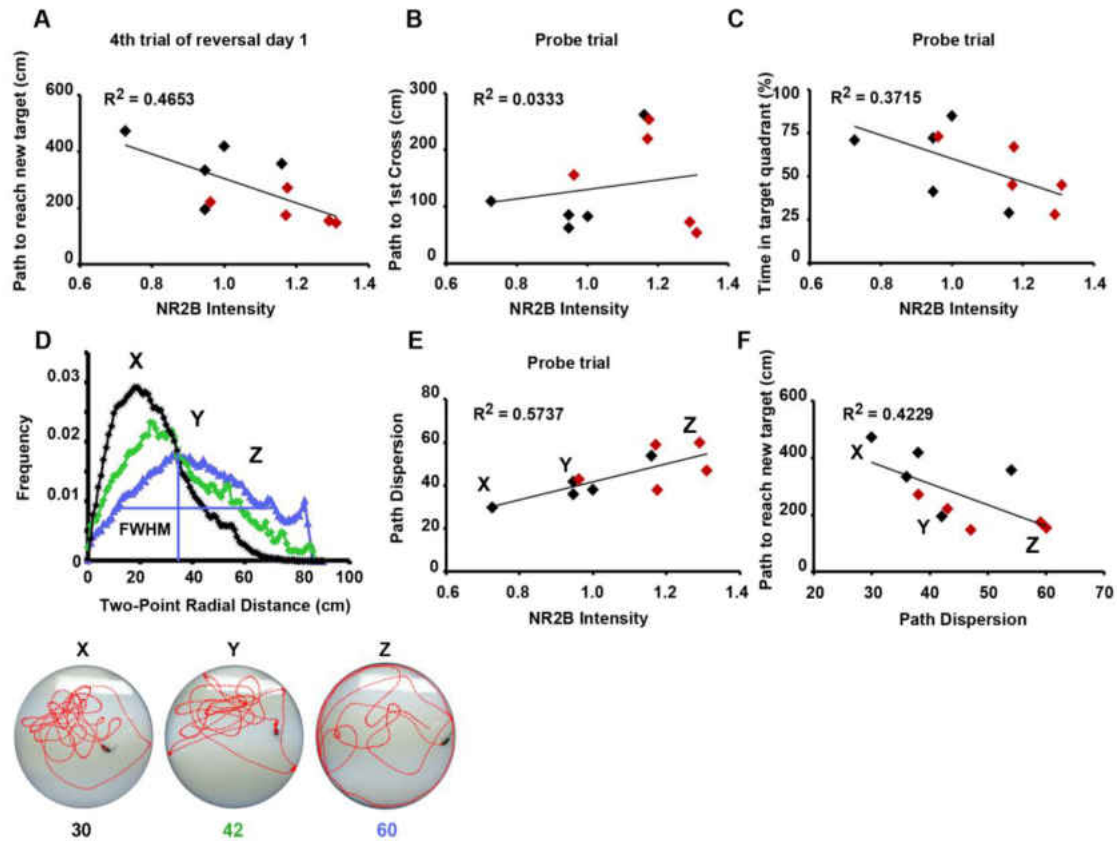 A
4th trial of reversal day 1
Path to reach new target (cm)
600
400
200
0
R² = 0.4653
0.6 0.8 1.0 1.2 1.4
NR2B Intensity
B
Probe trial
Path to 1st Cross (cm)
300
200
100
0
R² = 0.0333
0.6 0.8 1.0 1.2 1.4
NR2B Intensity
C
Probe trial
Time in target quadrant (%)
100
75
50
25
0
R² = 0.3715
0.6 0.8 1.0 1.2 1.4
NR2B Intensity
D
Frequency
0.03
0.02
0.01
0
X
Y
Z
FWHM
0 20 40 60 80 100
Two-Point Radial Distance (cm)
E
Probe trial
Path Dispersion
80
60
40
20
0
R² = 0.5737
X
Y
Z
0.6 0.8 1.0 1.2 1.4
NR2B Intensity
F
Path to reach new target (cm)
600
400
200
0
R² = 0.4229
X
Y
Z
20 30 40 50 60 70
Path Dispersion
X Y Z
30 42 60